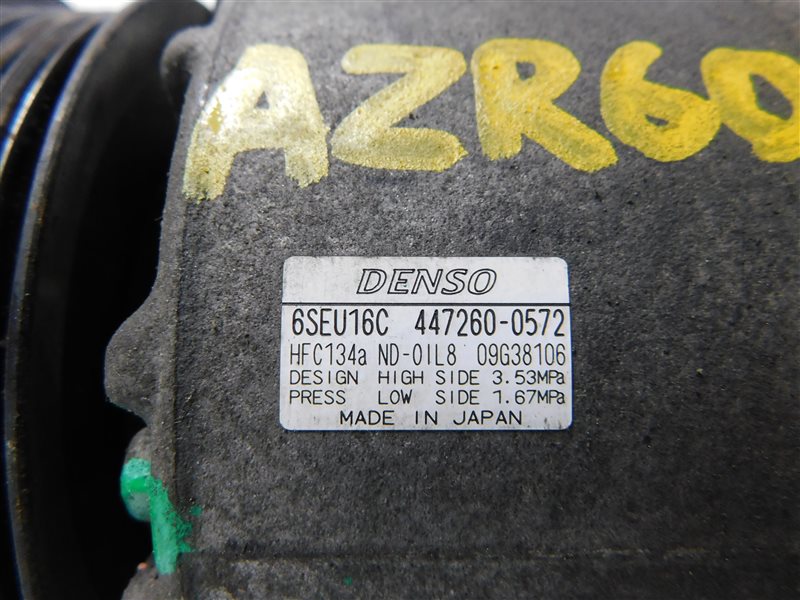 AZR60
DENSO
6SEU16C 447260-0572
HFC134a ND-OIL8 09G38106
DESIGN HIGH SIDE 3.53MPa
PRESS LOW SIDE 1.67MPa
MADE IN JAPAN